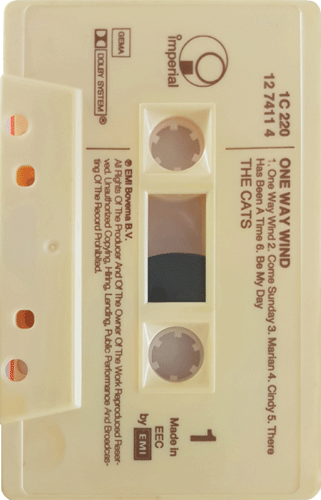 GEMA
DOLBY SYSTEM®
imperial
1C 220
12 7411 4
ONE WAY WIND
1. One Way Wind 2. Come Sunday 3. Marian 4. Cindy 5. There
Has Been A Time 6. Be My Day
THE CATS
℗ EMI Bovema B.V.
All Rights Of The Producer And Of The Owner Of The Work Reproduced Reser-
ved. Unauthorized Copying, Hiring, Lending, Public Performance And Broadcas-
ting Of The Record Prohibited.
1
Made in
EEC
by EMI